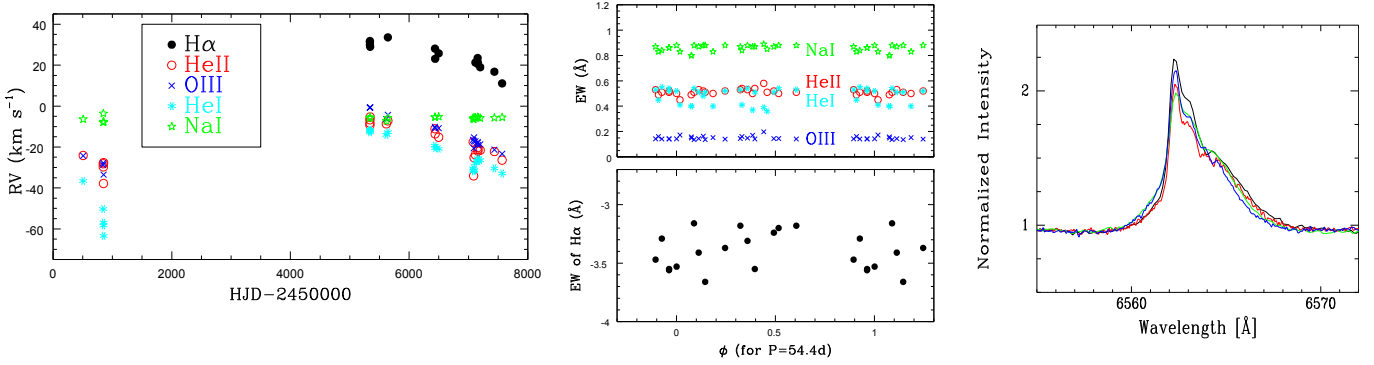 40
20
0
-20
-40
-60
RV (km s⁻¹)
Hα
HeII
OIII
HeI
NaI
0
2000
4000
6000
8000
HJD-2450000
1.2
1
0.8
0.6
0.4
0.2
0
EW (Å)
NaI
HeII
HeI
OIII
-3
-3.5
-4
EW of Hα (Å)
0
0.5
1
ϕ (for P=54.4d)
2
1
Normalized Intensity
6560
6570
Wavelength [Å]